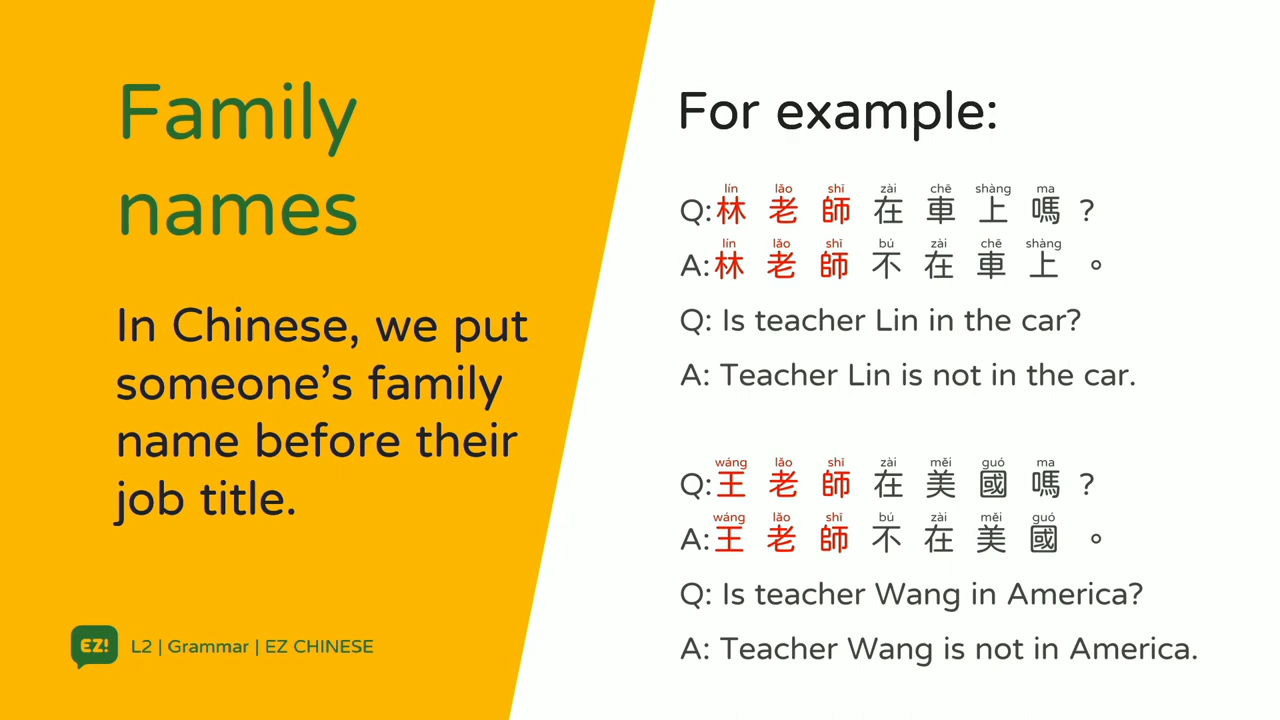 Family
names
In Chinese, we put
someone's family
name before their
job title.
EZ! L2 | Grammar | EZ CHINESE
For example:
lín lǎo shī zài chē shàng ma
Q:林 老 師 在 車 上 嗎 ?
lín lǎo shī bú zài chē shàng
A:林 老 師 不 在 車 上 。
Q: Is teacher Lin in the car?
A: Teacher Lin is not in the car.
wáng lǎo shī zài měi guó ma
Q:王 老 師 在 美 國 嗎 ?
wáng lǎo shī bú zài měi guó
A:王 老 師 不 在 美 國 。
Q: Is teacher Wang in America?
A: Teacher Wang is not in America.